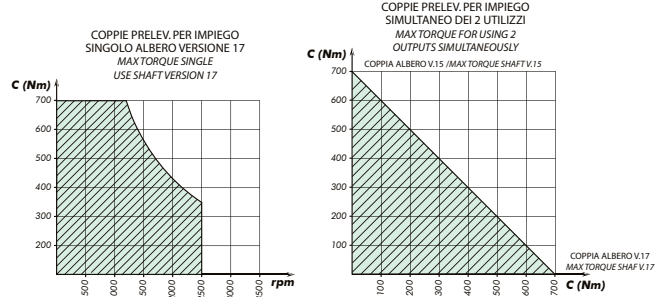 COPPIE PRELEV. PER IMPIEGO
SINGOLO ALBERO VERSIONE 17
MAX TORQUE SINGLE
USE SHAFT VERSION 17
C (Nm)
700
600
500
400
300
200
500
rpm
COPPIE PRELEV. PER IMPIEGO
SIMULTANEO DEI 2 UTILIZZI
MAX TORQUE FOR USING 2
OUTPUTS SIMULTANEOUSLY
C (Nm)
COPPIA ALBERO V.15 /MAX TORQUE SHAFT V.15
700
600
500
400
300
200
100
100
200
300
400
500
600
700
COPPIA ALBERO V.17
MAX TORQUE SHAF V.17
C (Nm)